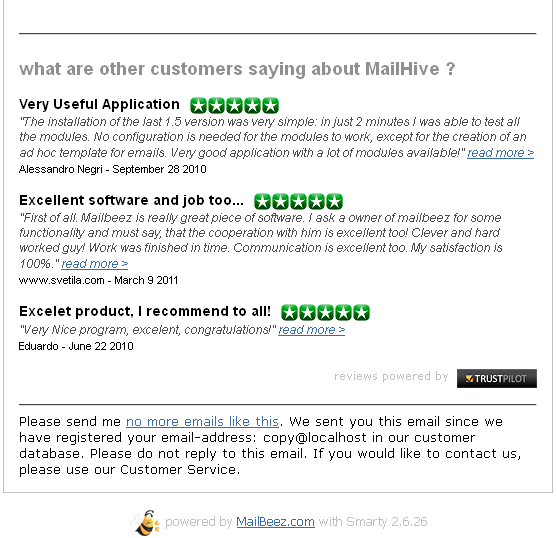 what are other customers saying about MailHive ?
Very Useful Application
"The installation of the last 1.5 version was very simple: in just 2 minutes I was able to test all
the modules. No configuration is needed for the modules to work, except for the creation of an
ad hoc template for emails. Very good application with a lot of modules available!" read more >
Alessandro Negri - September 28 2010
Excellent software and job too...
"First of all. Mailbeez is really great piece of software. I ask a owner of mailbeez for some
functionality and must say, that the cooperation with him is excellent too! Clever and hard
worked guy! Work was finished in time. Communication is excellent too. My satisfaction is
100%." read more >
www.svetila.com - March 9 2011
Excelet product, I recommend to all!
"Very Nice program, excelent, congratulations!" read more >
Eduardo - June 22 2010
reviews powered by TRUSTPILOT
Please send me no more emails like this. We sent you this email since we
have registered your email-address: copy@localhost in our customer
database. Please do not reply to this email. If you would like to contact us,
please use our Customer Service.
powered by MailBeez.com with Smarty 2.6.26